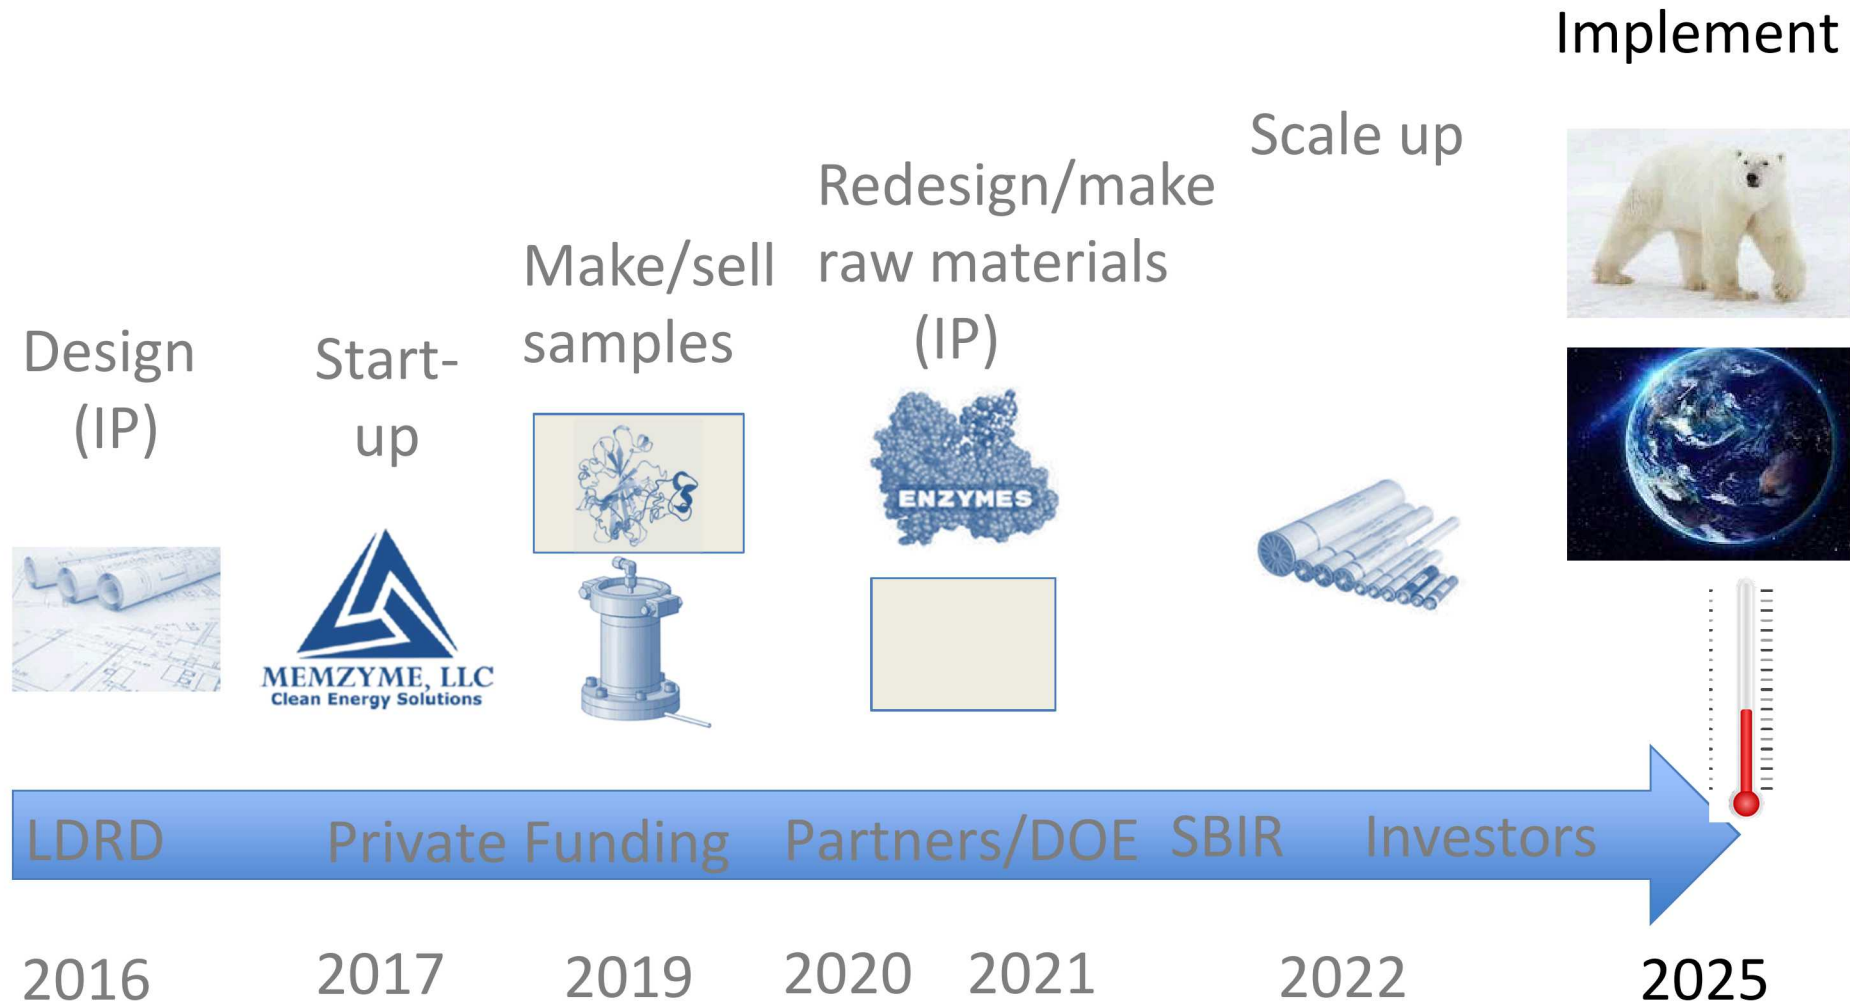 Implement
Scale up
Redesign/make
raw materials
(IP)
Make/sell
samples
Design
(IP)
Start-
up
ENZYMES
MEMZYME, LLC
Clean Energy Solutions
LDRD Private Funding Partners/DOE SBIR Investors
2016 2017 2019 2020 2021 2022 2025